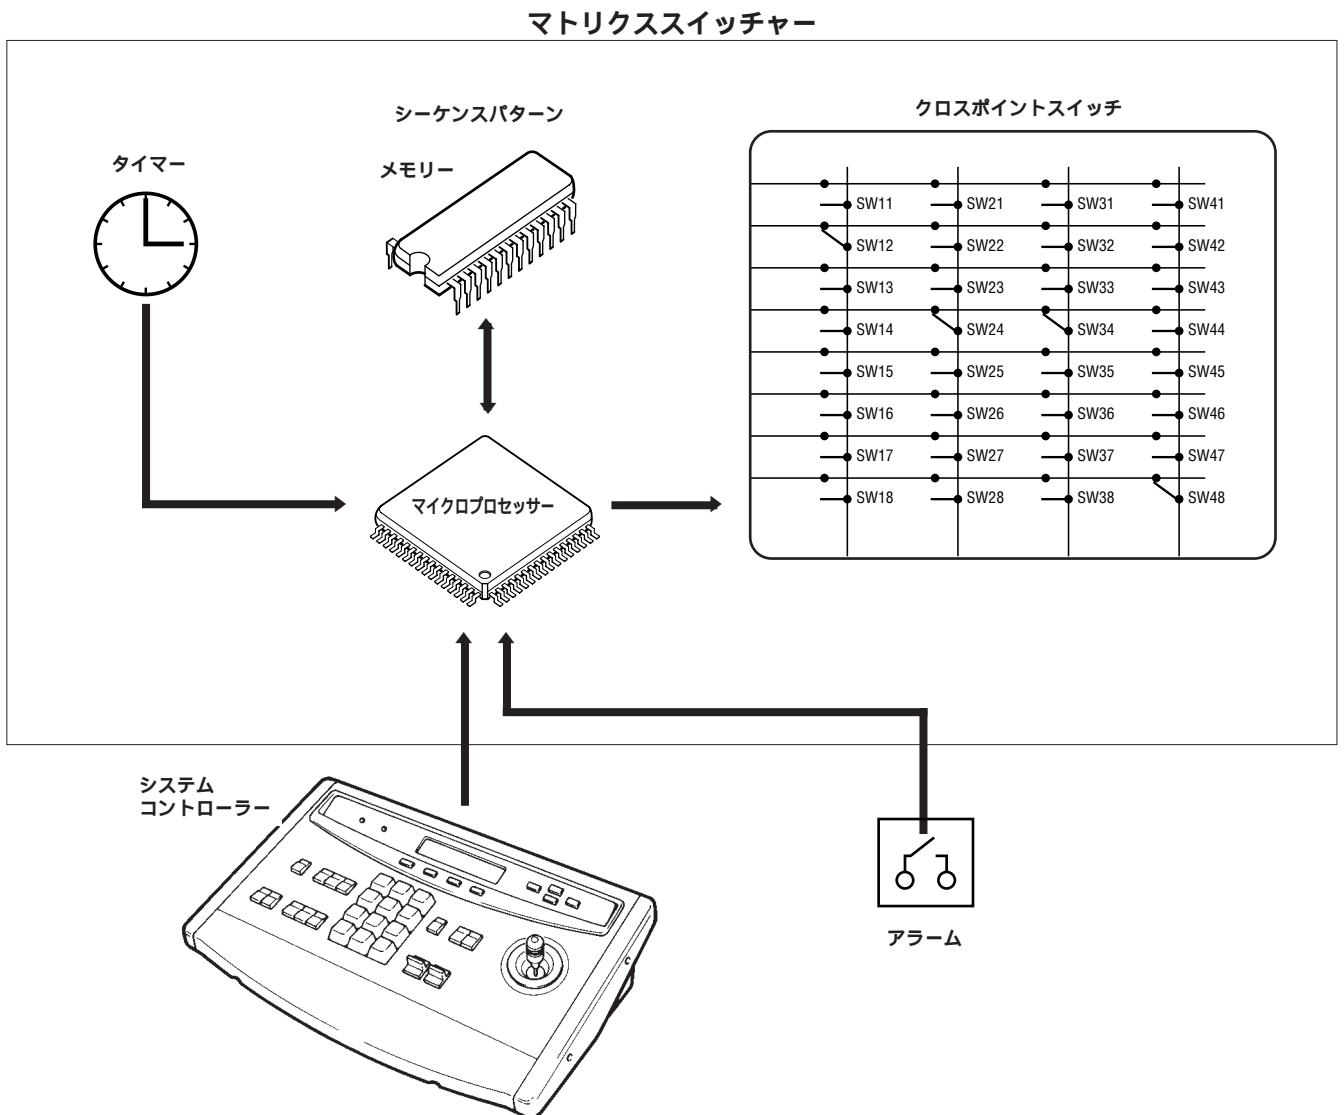 マトリクススイッチャー
シーケンスパターン
クロスポイントスイッチ
タイマー
メモリー
SW11 SW21 SW31 SW41
SW12 SW22 SW32 SW42
SW13 SW23 SW33 SW43
SW14 SW24 SW34 SW44
SW15 SW25 SW35 SW45
SW16 SW26 SW36 SW46
SW17 SW27 SW37 SW47
SW18 SW28 SW38 SW48
マイクロプロセッサー
システム
コントローラー
アラーム